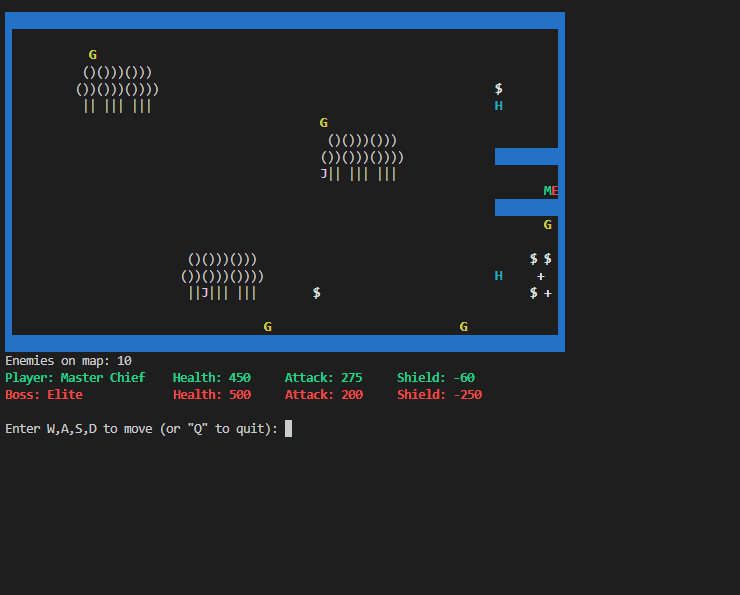 G
()()))()))
())()))())))
|| ||| |||
$
H
G
()()))()))
())()))())))
J|| ||| |||
ME
G
()()))()))
$ $
())()))())))
H
+
||J||| |||
$
$ +
G
G
Enemies on map: 10
Player: Master Chief Health: 450 Attack: 275 Shield: -60
Boss: Elite Health: 500 Attack: 200 Shield: -250
Enter W,A,S,D to move (or "Q" to quit):